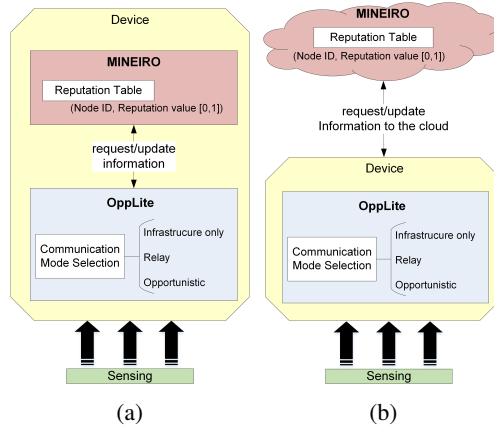 Device
MINEIRO
Reputation Table
(Node ID, Reputation value [0,1])
request/update
information
OppLite
Communication
Mode Selection
Infrastrucure only
Relay
Opportunistic
Sensing
(a)
MINEIRO
Reputation Table
(Node ID, Reputation value [0,1])
request/update
Information to the cloud
Device
OppLite
Communication
Mode Selection
Infrastrucure only
Relay
Opportunistic
Sensing
(b)